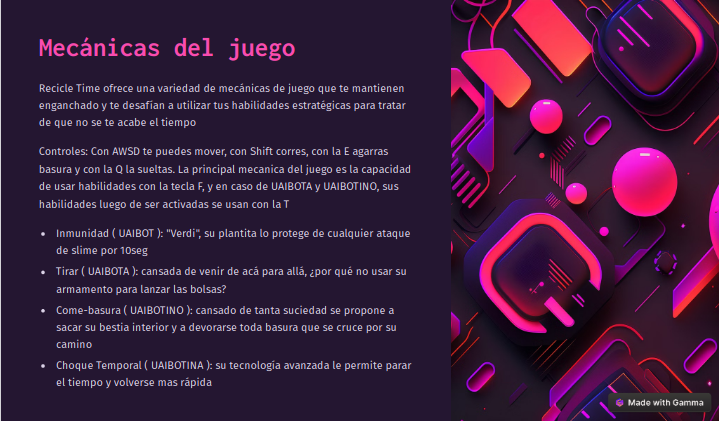 Mecánicas del juego
Recicle Time ofrece una variedad de mecánicas de juego que te mantienen
enganchado y te desafían a utilizar tus habilidades estratégicas para tratar
de que no se te acabe el tiempo
Controles: Con AWSD te puedes mover, con Shift corres, con la E agarras
basura y con la Q la sueltas. La principal mecanica del juego es la capacidad
de usar habilidades con la tecla F, y en caso de UAIBOTA y UAIBOTINO, sus
habilidades luego de ser activadas se usan con la T
• Inmunidad ( UAIBOT ): "Verdi", su plantita lo protege de cualquier ataque
de slime por 10seg
• Tirar ( UAIBOTA ): cansada de venir de acá para allá, ¿por qué no usar su
armamento para lanzar las bolsas?
• Come-basura ( UAIBOTINO ): cansado de tanta suciedad se propone a
sacar su bestia interior y a devorarse toda basura que se cruce por su
camino
• Choque Temporal ( UAIBOTINA ): su tecnología avanzada le permite parar
el tiempo y volverse mas rápida
Made with Gamma